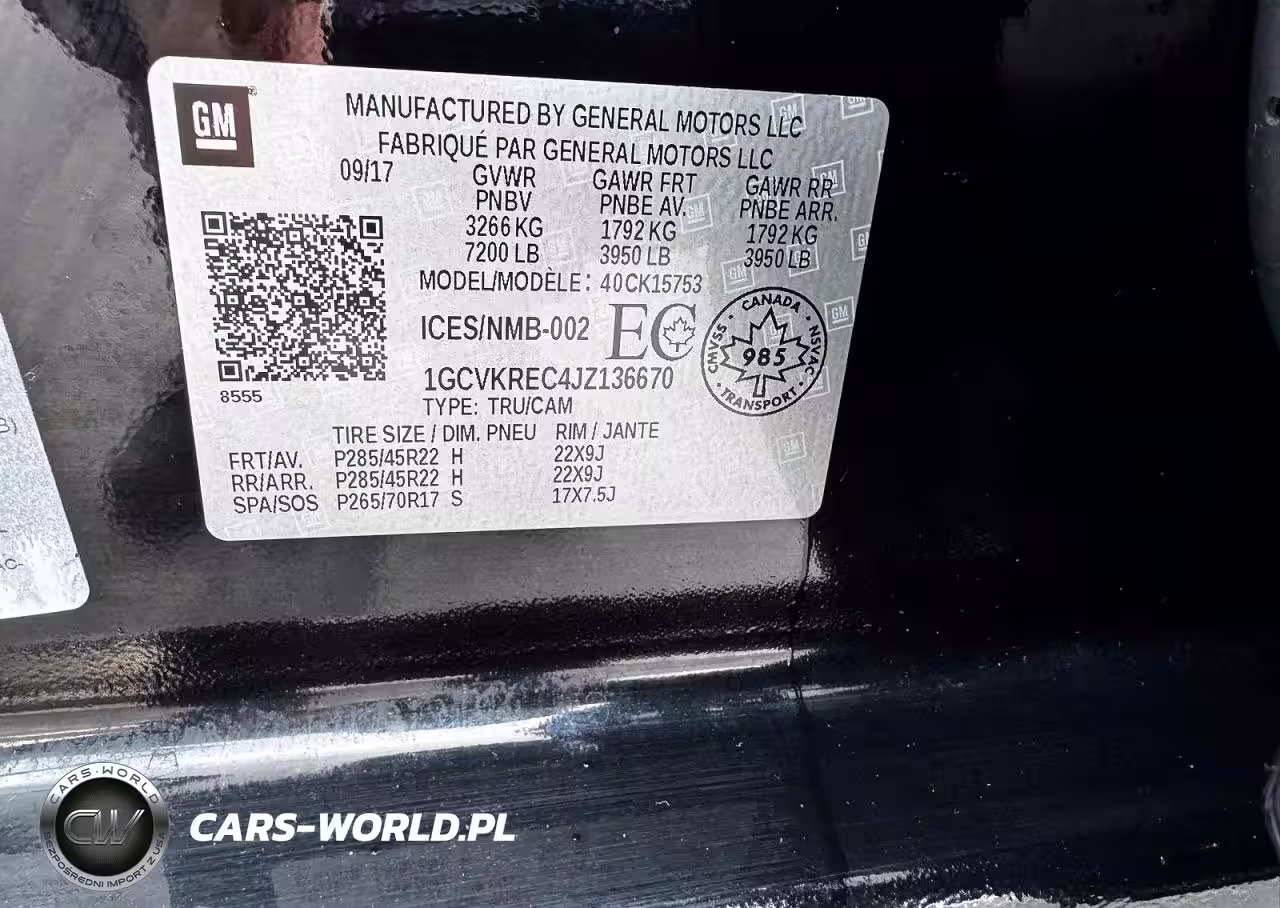 GM
MANUFACTURED BY GENERAL MOTORS LLC
FABRIQUÉ PAR GENERAL MOTORS LLC
09/17 GVWR GAWR FRT GAWR RR
PNBV PNBE AV. PNBE ARR.
3266 KG 1792 KG 1792 KG
7200 LB 3950 LB 3950 LB
MODEL/MODÈLE: 40CK15753
ICES/NMB-002 EC
CANADA
CMVSS 985 NSVAC
TRANSPORT
1GCVKREC4JZ136670
8555
TYPE: TRU/CAM
TIRE SIZE / DIM. PNEU RIM / JANTE
FRT/AV. P285/45R22 H 22X9J
RR/ARR. P285/45R22 H 22X9J
SPA/SOS P265/70R17 S 17X7.5J
B)
AC-
CARS-WORLD
CW
BEZPOŚREDNI IMPORT Z USA
CARS-WORLD.PL